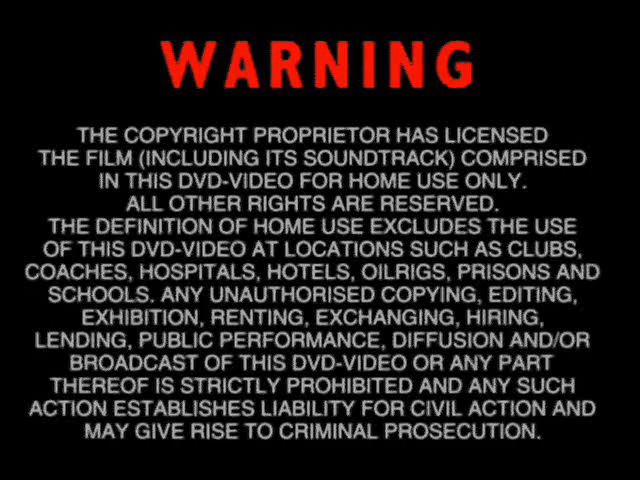 WARNING
THE COPYRIGHT PROPRIETOR HAS LICENSED
THE FILM (INCLUDING ITS SOUNDTRACK) COMPRISED
IN THIS DVD-VIDEO FOR HOME USE ONLY.
ALL OTHER RIGHTS ARE RESERVED.
THE DEFINITION OF HOME USE EXCLUDES THE USE
OF THIS DVD-VIDEO AT LOCATIONS SUCH AS CLUBS,
COACHES, HOSPITALS, HOTELS, OILRIGS, PRISONS AND
SCHOOLS. ANY UNAUTHORISED COPYING, EDITING,
EXHIBITION, RENTING, EXCHANGING, HIRING,
LENDING, PUBLIC PERFORMANCE, DIFFUSION AND/OR
BROADCAST OF THIS DVD-VIDEO OR ANY PART
THEREOF IS STRICTLY PROHIBITED AND ANY SUCH
ACTION ESTABLISHES LIABILITY FOR CIVIL ACTION AND
MAY GIVE RISE TO CRIMINAL PROSECUTION.